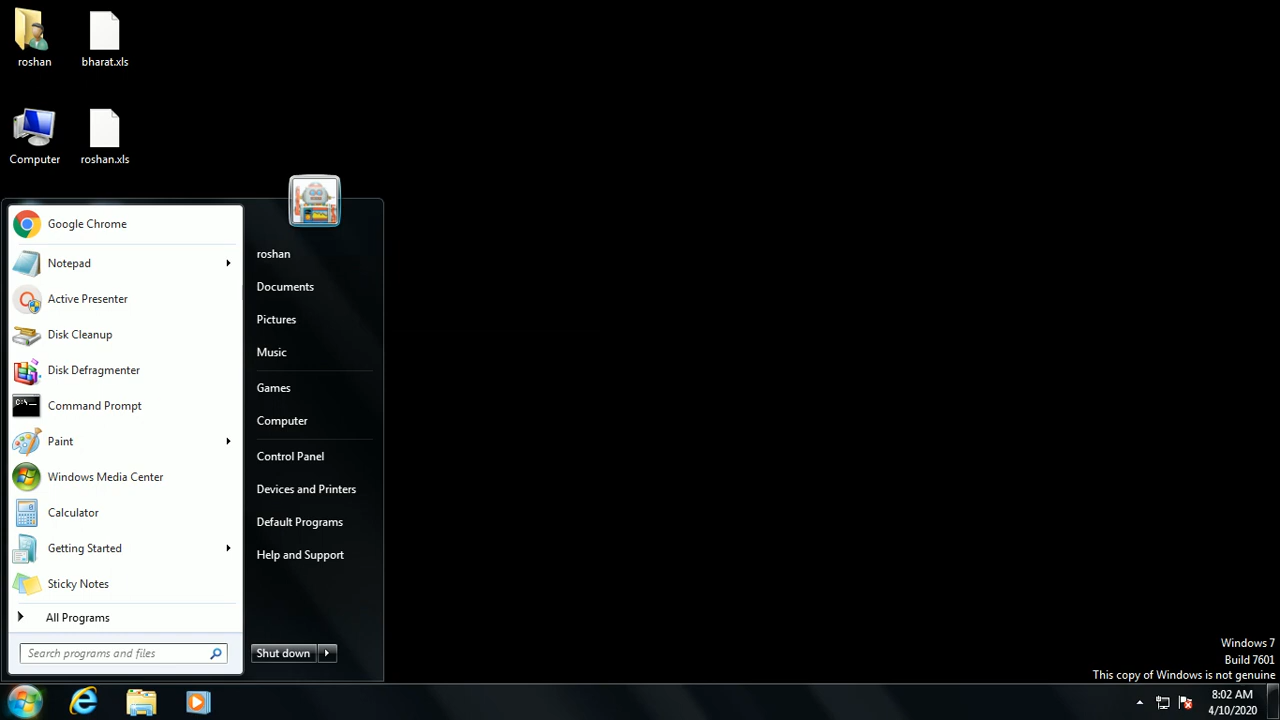 roshan
bharat.xls
Computer
roshan.xls
Google Chrome
Notepad
Active Presenter
Disk Cleanup
Disk Defragmenter
Command Prompt
Paint
Windows Media Center
Calculator
Getting Started
Sticky Notes
All Programs
Search programs and files
roshan
Documents
Pictures
Music
Games
Computer
Control Panel
Devices and Printers
Default Programs
Help and Support
Shut down
Windows 7
Build 7601
This copy of Windows is not genuine
8:02 AM
4/10/2020